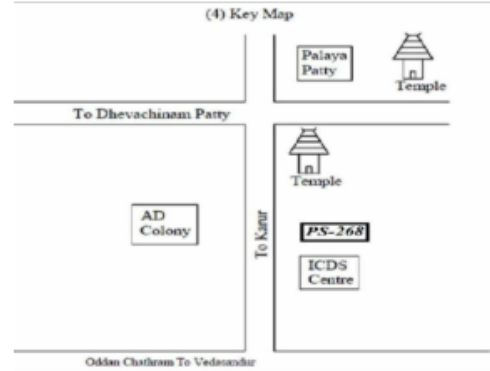 (4) Key Map
Palaya
Patty
Temple
To Dhevachinam Patty
Temple
AD
Colony
To Karur
PS-268
ICDS
Centre
Oddan Chathram To Vedasandur